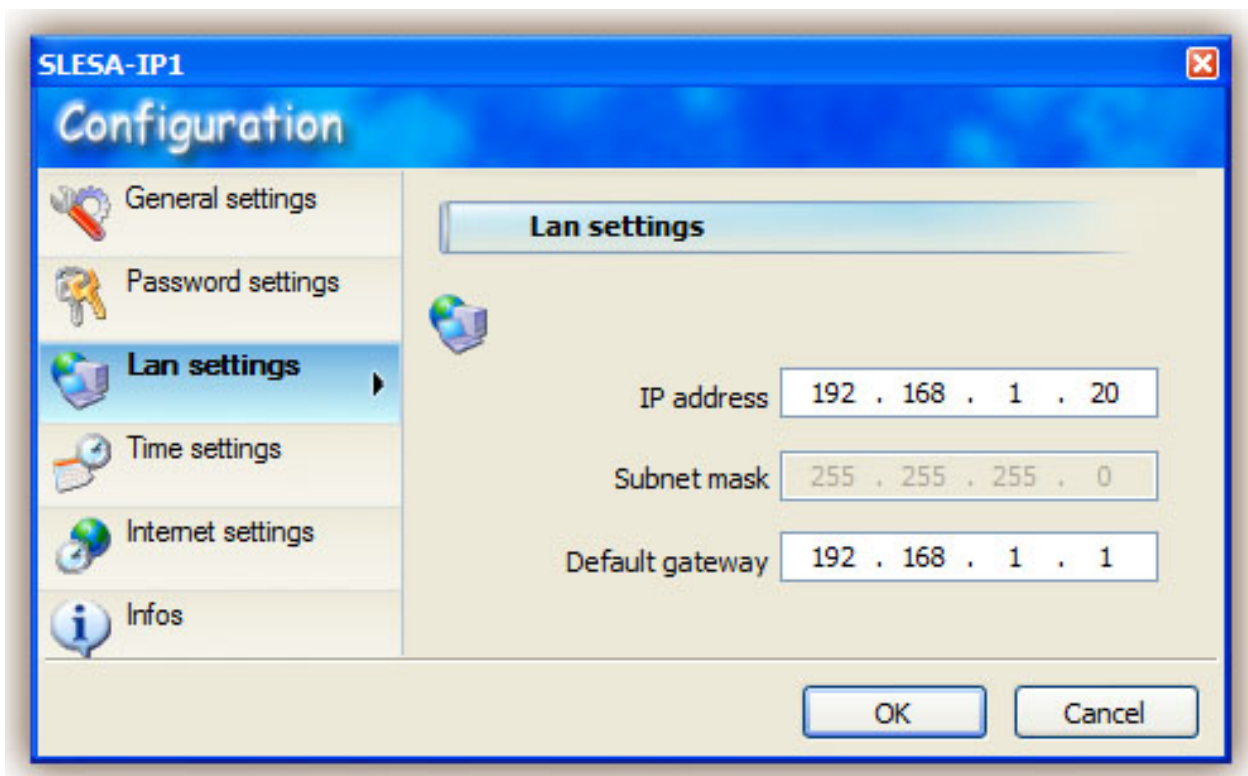 SLESA-IP1
Configuration
General settings
Password settings
Lan settings
Time settings
Internet settings
Infos
Lan settings
IP address 192 . 168 . 1 . 20
Subnet mask 255 . 255 . 255 . 0
Default gateway 192 . 168 . 1 . 1
OK Cancel